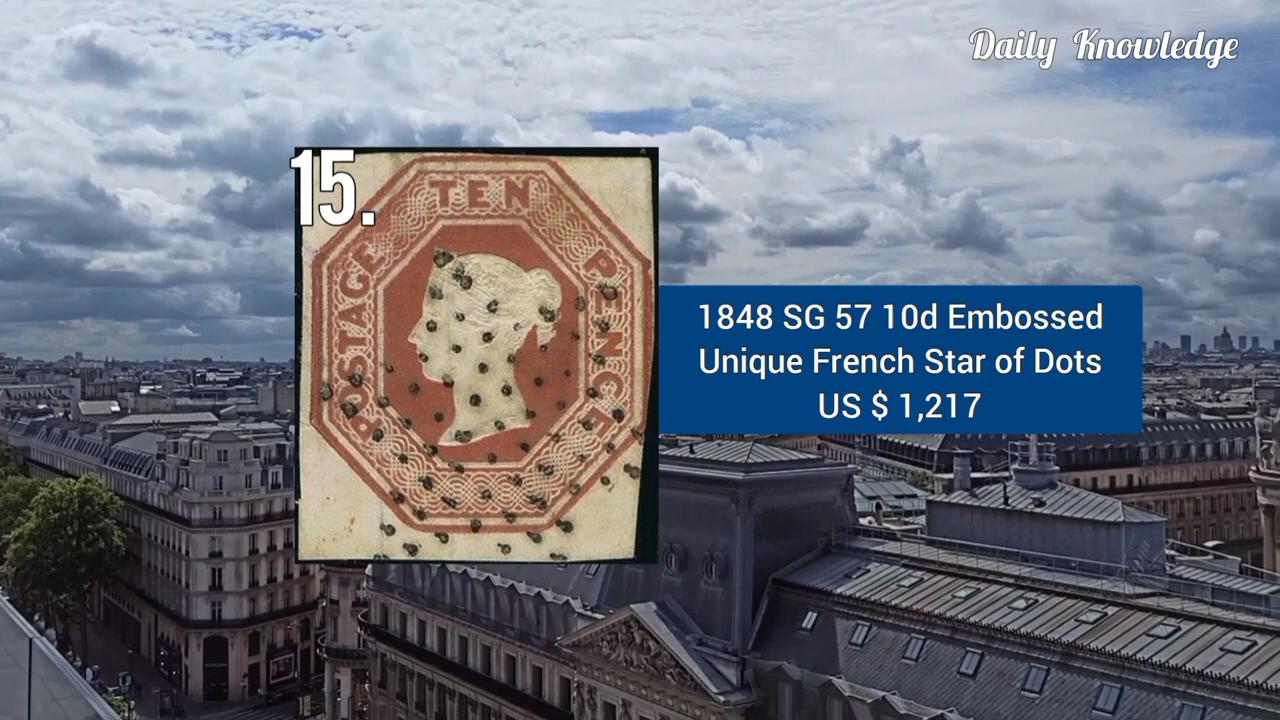 Daily Knowledge
15.
TEN
PENCE
POSTAGE
1848 SG 57 10d Embossed
Unique French Star of Dots
US $ 1,217